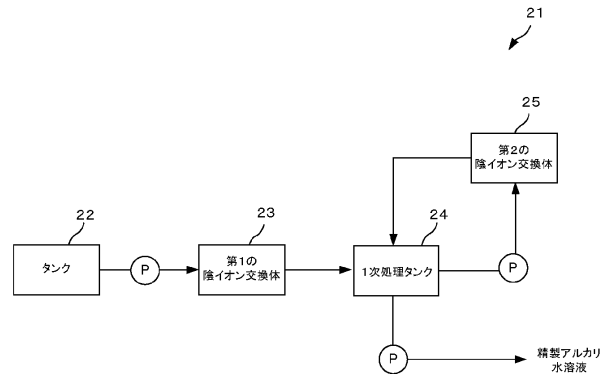 21
25
第2の
陰イオン交換体
22
23
24
タンク
P
第1の
陰イオン交換体
1次処理タンク
P
P
精製アルカリ
水溶液